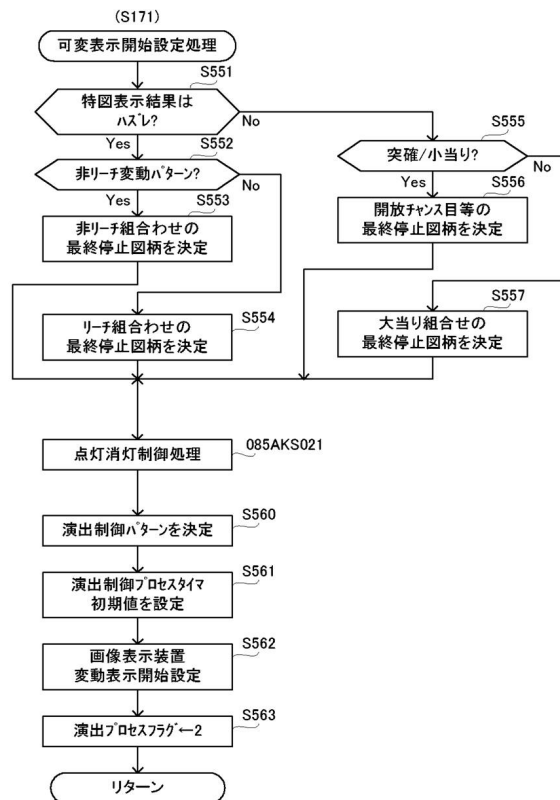 (S171)
可変表示開始設定処理
S551
特図表示結果は
ﾊｽﾞﾚ?
No
Yes
S552
非ﾘｰﾁ変動ﾊﾟﾀｰﾝ?
No
Yes
S553
非ﾘｰﾁ組合わせの
最終停止図柄を決定
S554
ﾘｰﾁ組合わせの
最終停止図柄を決定
S555
突確/小当り?
No
Yes
S556
開放ﾁｬﾝｽ目等の
最終停止図柄を決定
S557
大当り組合せの
最終停止図柄を決定
点灯消灯制御処理
085AKS021
S560
演出制御ﾊﾟﾀｰﾝを決定
S561
演出制御ﾌﾟﾛｾｽﾀｲﾏ
初期値を設定
S562
画像表示装置
変動表示開始設定
S563
演出ﾌﾟﾛｾｽﾌﾗｸﾞ←2
リターン